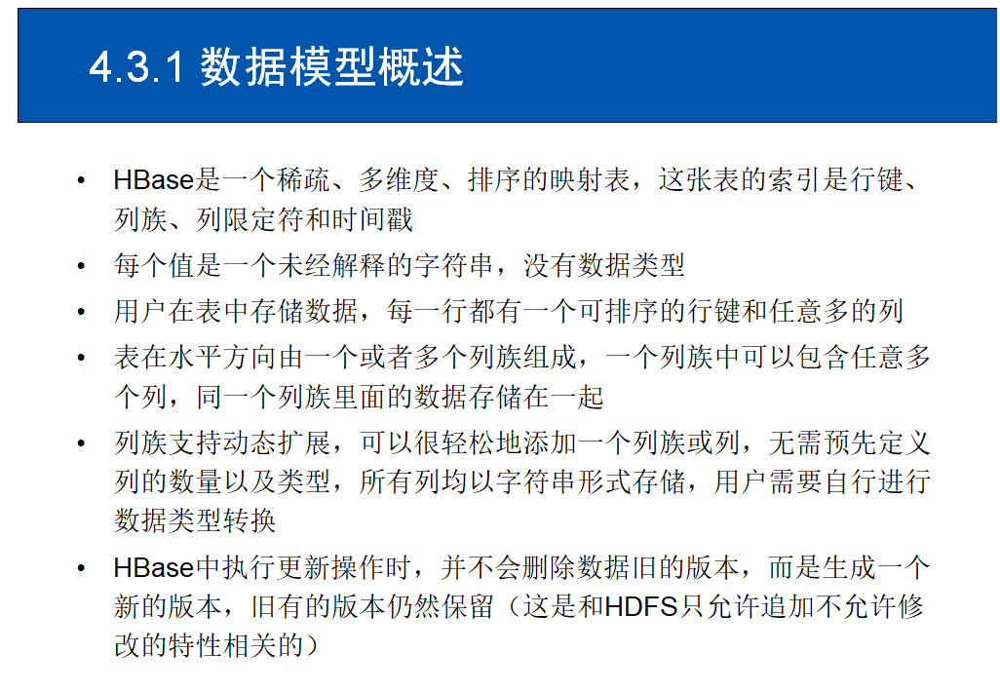 4.3.1 数据模型概述
• HBase是一个稀疏、多维度、排序的映射表，这张表的索引是行键、
列族、列限定符和时间戳
• 每个值是一个未经解释的字符串，没有数据类型
• 用户在表中存储数据，每一行都有一个可排序的行键和任意多的列
• 表在水平方向由一个或者多个列族组成，一个列族中可以包含任意多
个列，同一个列族里面的数据存储在一起
• 列族支持动态扩展，可以很轻松地添加一个列族或列，无需预先定义
列的数量以及类型，所有列均以字符串形式存储，用户需要自行进行
数据类型转换
• HBase中执行更新操作时，并不会删除数据旧的版本，而是生成一个
新的版本，旧有的版本仍然保留（这是和HDFS只允许追加不允许修
改的特性相关的）